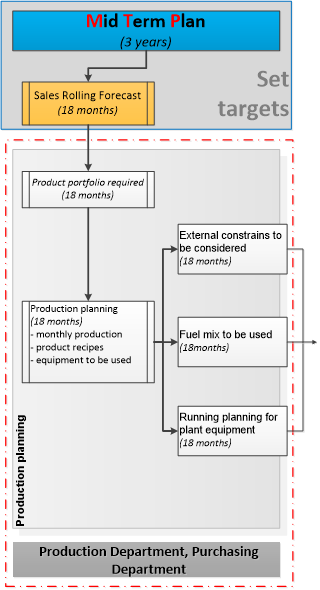 Mid Term Plan
(3 years)
Set
targets
Sales Rolling Forecast
(18 months)
Product portfolio required
(18 months)
External constrains to
be considered
(18 months)
Production planning
(18 months)
- monthly production
- product recipes
- equipment to be used
Fuel mix to be used
(18months)
Running planning for
plant equipment
(18 months)
Production planning
Production Department, Purchasing
Department